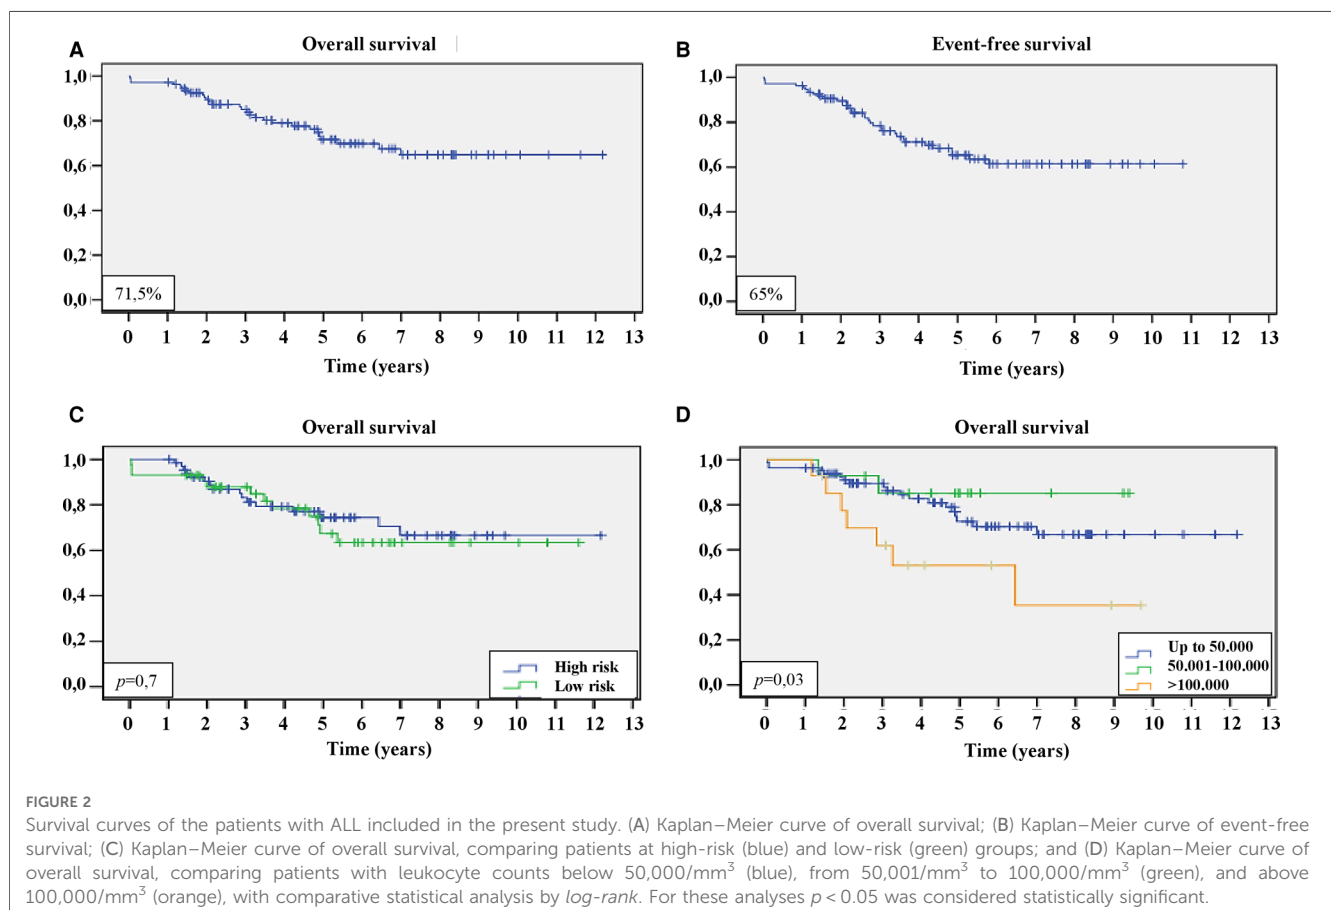 A
Overall survival
1,0
0,8
0,6
0,4
0,2
0,0
71,5%
0 1 2 3 4 5 6 7 8 9 10 11 12 13
Time (years)
B
Event-free survival
1,0
0,8
0,6
0,4
0,2
0,0
65%
0 1 2 3 4 5 6 7 8 9 10 11 12 13
Time (years)
C
Overall survival
1,0
0,8
0,6
0,4
0,2
0,0
p=0,7
High risk
Low risk
0 1 2 3 4 5 6 7 8 9 10 11 12 13
Time (years)
D
Overall survival
1,0
0,8
0,6
0,4
0,2
0,0
p=0,03
Up to 50.000
50.001-100.000
>100.000
0 1 2 3 4 5 6 7 8 9 10 11 12 13
Time (years)
FIGURE 2
Survival curves of the patients with ALL included in the present study. (A) Kaplan–Meier curve of overall survival; (B) Kaplan–Meier curve of event-free
survival; (C) Kaplan–Meier curve of overall survival, comparing patients at high-risk (blue) and low-risk (green) groups; and (D) Kaplan–Meier curve of
overall survival, comparing patients with leukocyte counts below 50,000/mm³ (blue), from 50,001/mm³ to 100,000/mm³ (green), and above
100,000/mm³ (orange), with comparative statistical analysis by log-rank. For these analyses p < 0.05 was considered statistically significant.